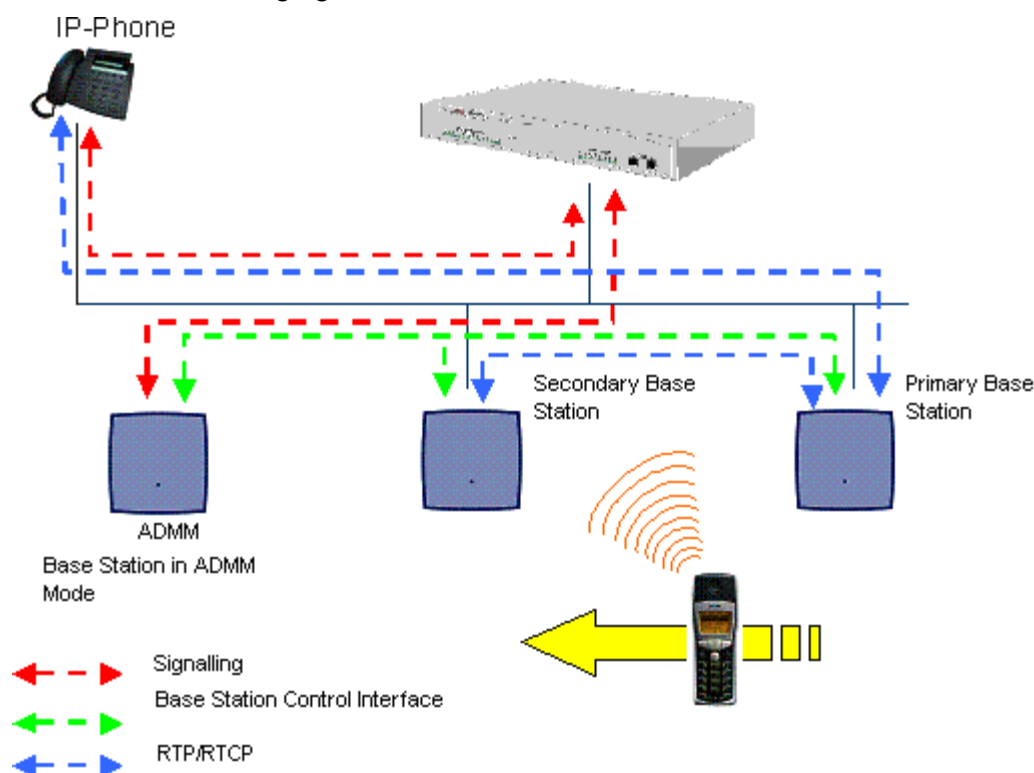 IP-Phone
Secondary Base
Station
Primary Base
Station
ADMM
Base Station in ADMM
Mode
Signalling
Base Station Control Interface
RTP/RTCP